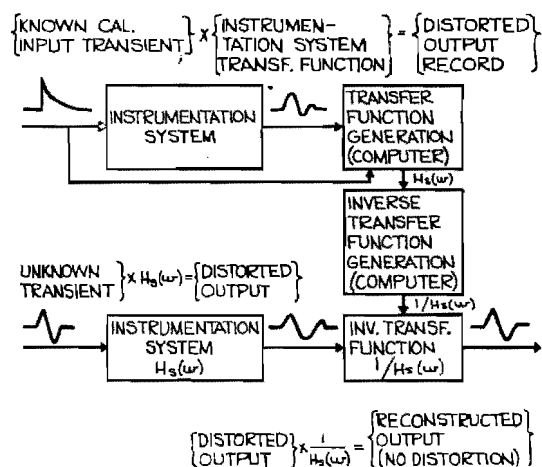 {KNOWN CAL. INPUT TRANSIENT} x {INSTRUMEN-TATION SYSTEM TRANSF. FUNCTION} = {DISTORTED OUTPUT RECORD}
INSTRUMENTATION
SYSTEM
TRANSFER
FUNCTION
GENERATION
(COMPUTER)
Hs(ω)
INVERSE
TRANSFER
FUNCTION
GENERATION
(COMPUTER)
1/Hs(ω)
UNKNOWN TRANSIENT} x Hs(ω) = {DISTORTED OUTPUT}
INSTRUMENTATION
SYSTEM
Hs(ω)
INV. TRANSF.
FUNCTION
1/Hs(ω)
{DISTORTED OUTPUT} x 1/Hs(ω) = {RECONSTRUCTED OUTPUT (NO DISTORTION)}